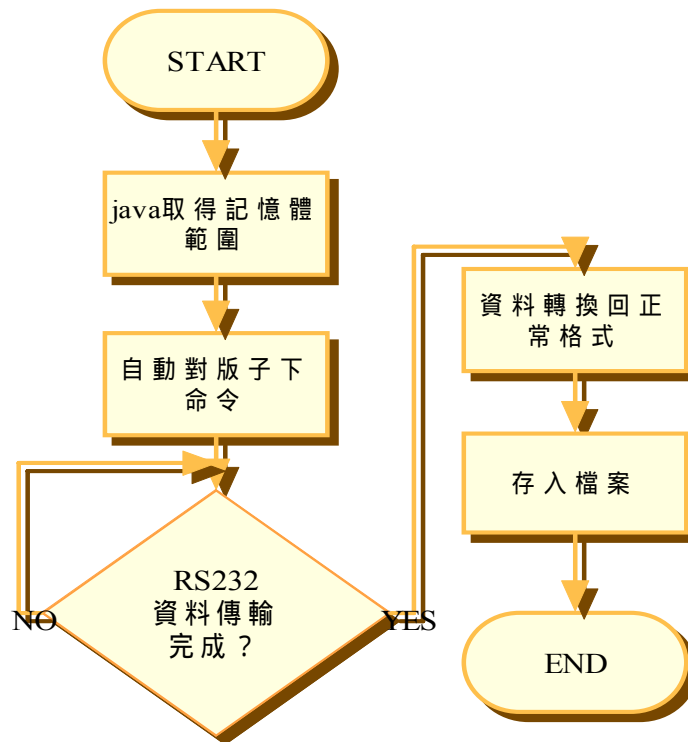 START
java取得記憶體
範圍
自動對版子下
命令
RS232
資料傳輸
完成？
NO
YES
資料轉換回正
常格式
存入檔案
END